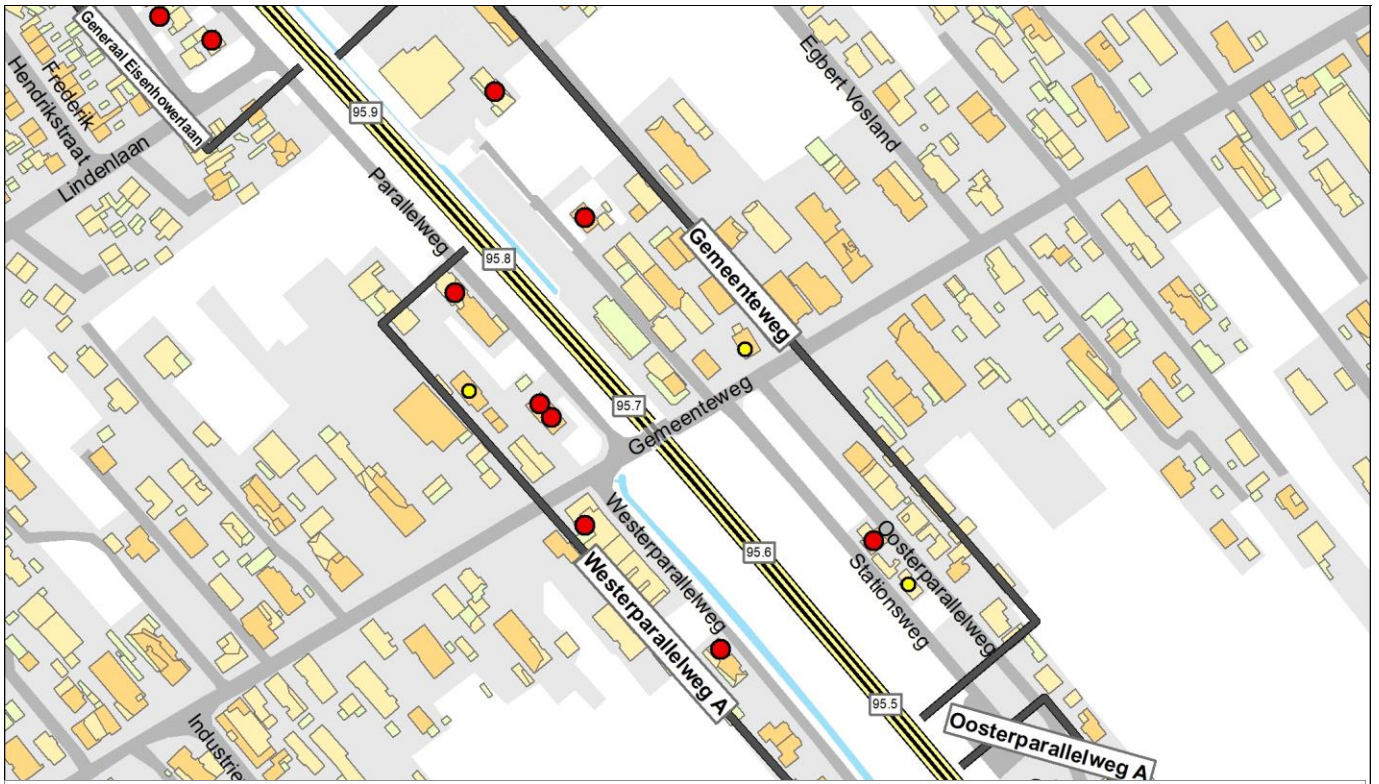 Generaal Eisenhowerlaan
Frederik
Hendrikstraat
Lindenlaan
95.9
Egbert Vosland
Parallelweg
95.8
Gemeenteweg
95.7
Gemeenteweg
Westerparallelweg
95.6
Oosterparallelweg
Stationsweg
Westerparallelweg A
95.5
Oosterparallelweg A
Industrie